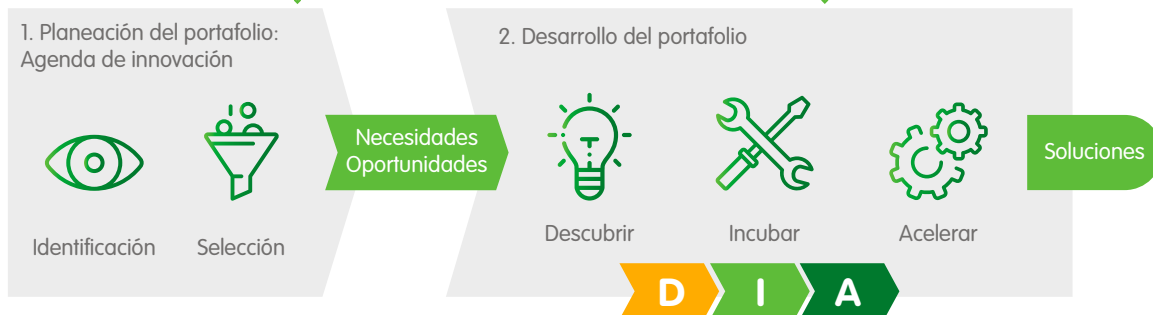 1. Planeación del portafolio:
Agenda de innovación
Identificación
Selección
Necesidades
Oportunidades
2. Desarrollo del portafolio
Descubrir
Incubar
Acelerar
D
I
A
Soluciones